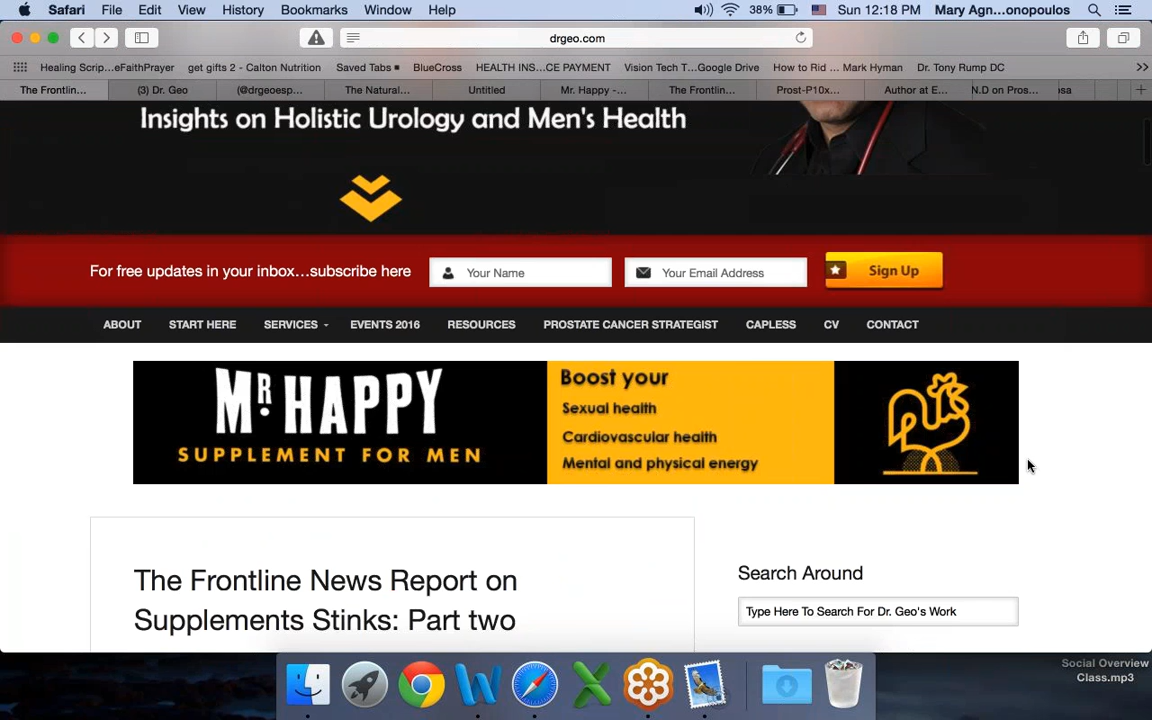 Safari File Edit View History Bookmarks Window Help 38% Sun 12:18 PM Mary Agn...onopoulos
drgeo.com
Healing Scrip...eFaithPrayer get gifts 2 - Calton Nutrition Saved Tabs BlueCross HEALTH INS...CE PAYMENT Vision Tech T...Google Drive How to Rid ... Mark Hyman Dr. Tony Rump DC
The Frontlin... (3) Dr. Geo (@drgeoesp... The Natural... Untitled Mr. Happy -... The Frontlin... Prost-P10x... Author at E... N.D on Pros... nsa
Insights on Holistic Urology and Men's Health
For free updates in your inbox...subscribe here Your Name Your Email Address Sign Up
ABOUT START HERE SERVICES EVENTS 2016 RESOURCES PROSTATE CANCER STRATEGIST CAPLESS CV CONTACT
MR. HAPPY
SUPPLEMENT FOR MEN
Boost your
Sexual health
Cardiovascular health
Mental and physical energy
The Frontline News Report on
Supplements Stinks: Part two
Search Around
Type Here To Search For Dr. Geo's Work
Social Overview
Class.mp3